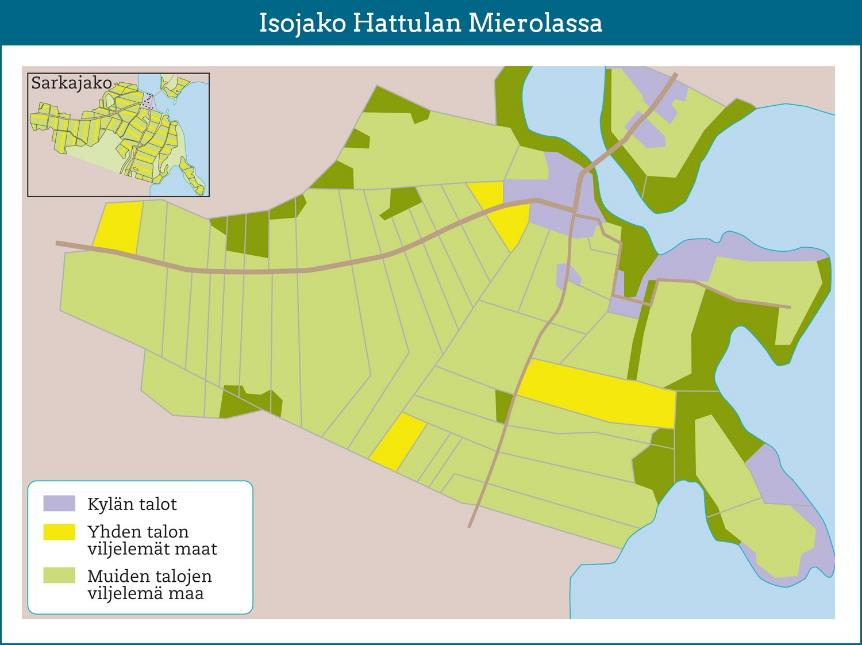 Isojako Hattulan Mierolassa
Sarkajako
Kylän talot
Yhden talon
viljelemät maat
Muiden talojen
viljelemä maa